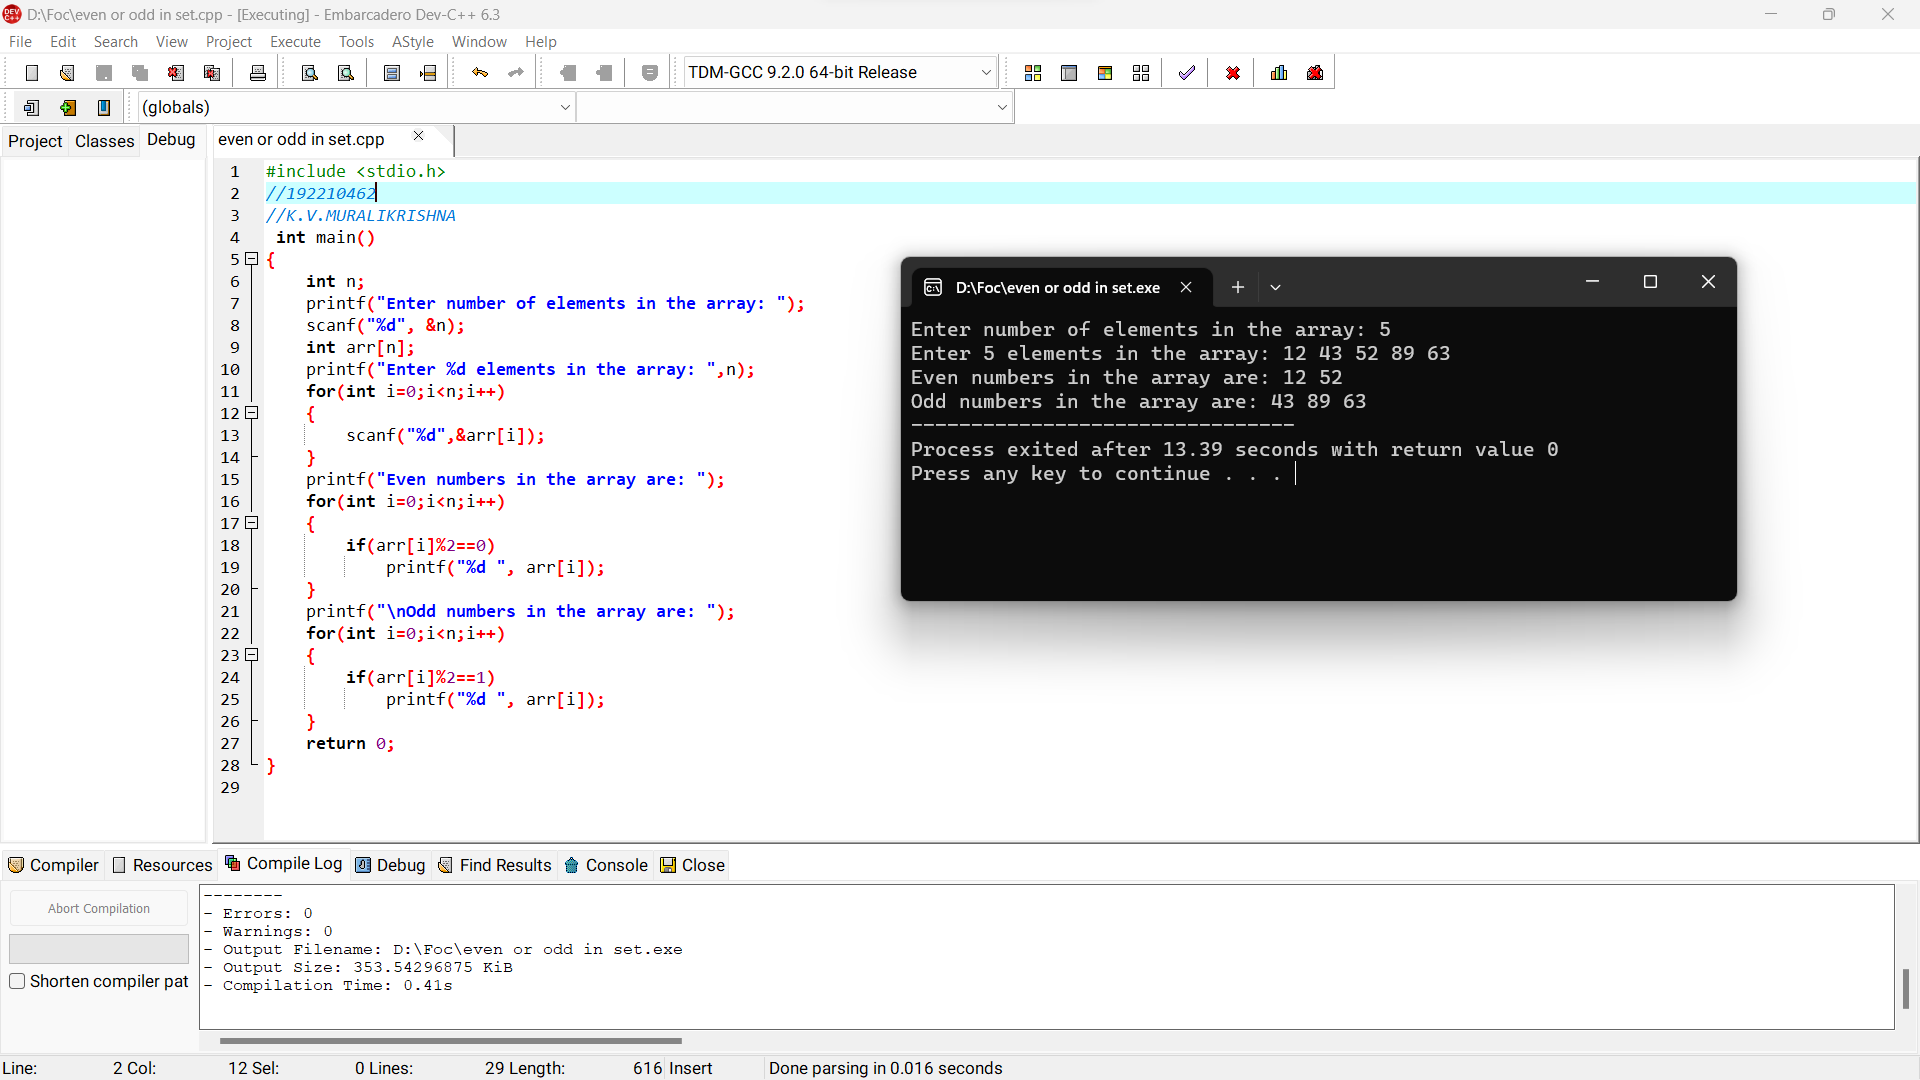 D:\Foc\even or odd in set.cpp - [Executing] - Embarcadero Dev-C++ 6.3
File Edit Search View Project Execute Tools AStyle Window Help
TDM-GCC 9.2.0 64-bit Release
(globals)
Project Classes Debug even or odd in set.cpp
1 #include <stdio.h>
2 //192210462
3 //K.V.MURALIKRISHNA
4 int main()
5 {
6 int n;
7 printf("Enter number of elements in the array: ");
8 scanf("%d", &n);
9 int arr[n];
10 printf("Enter %d elements in the array: ",n);
11 for(int i=0;i<n;i++)
12 {
13 scanf("%d",&arr[i]);
14 }
15 printf("Even numbers in the array are: ");
16 for(int i=0;i<n;i++)
17 {
18 if(arr[i]%2==0)
19 printf("%d ", arr[i]);
20 }
21 printf("\nOdd numbers in the array are: ");
22 for(int i=0;i<n;i++)
23 {
24 if(arr[i]%2==1)
25 printf("%d ", arr[i]);
26 }
27 return 0;
28 }
29
D:\Foc\even or odd in set.exe
Enter number of elements in the array: 5
Enter 5 elements in the array: 12 43 52 89 63
Even numbers in the array are: 12 52
Odd numbers in the array are: 43 89 63
--------------------------------
Process exited after 13.39 seconds with return value 0
Press any key to continue . . .
Compiler Resources Compile Log Debug Find Results Console Close
Abort Compilation
Shorten compiler pat
--------
- Errors: 0
- Warnings: 0
- Output Filename: D:\Foc\even or odd in set.exe
- Output Size: 353.54296875 KiB
- Compilation Time: 0.41s
Line: 2 Col: 12 Sel: 0 Lines: 29 Length: 616 Insert Done parsing in 0.016 seconds